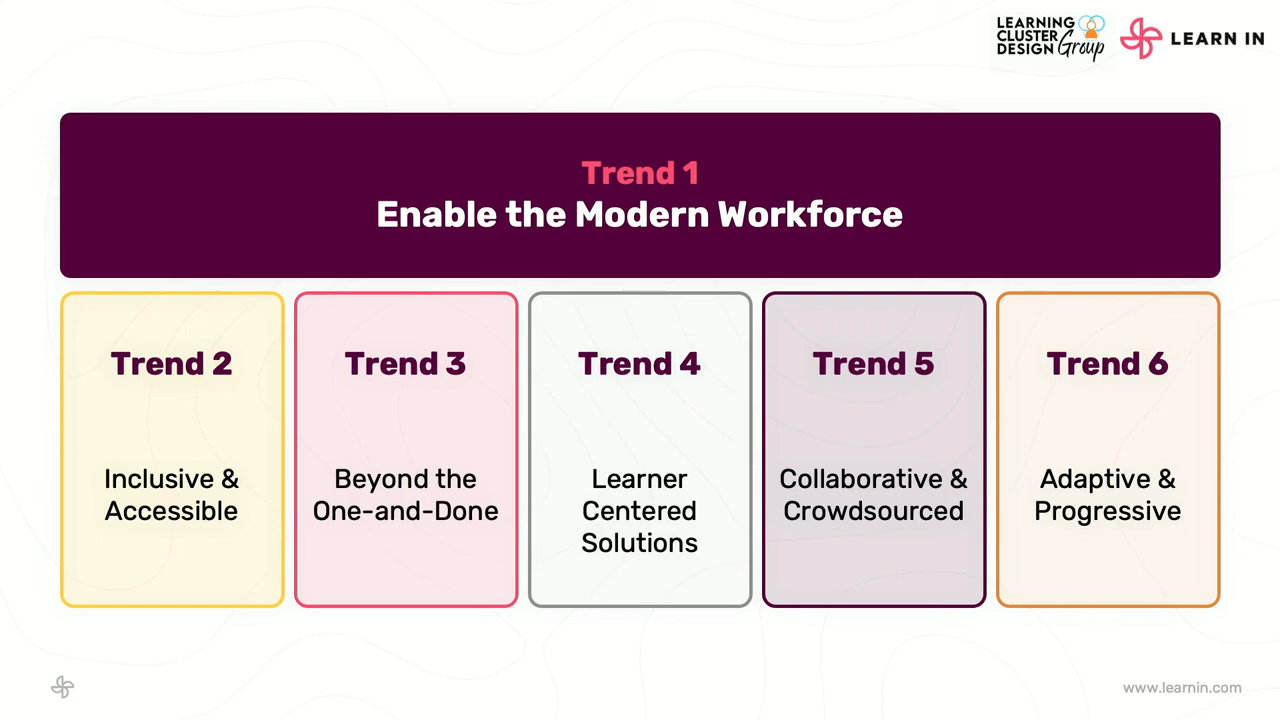 LEARNING
CLUSTER
DESIGN Group
LEARN IN
Trend 1
Enable the Modern Workforce
Trend 2
Inclusive &
Accessible
Trend 3
Beyond the
One-and-Done
Trend 4
Learner
Centered
Solutions
Trend 5
Collaborative &
Crowdsourced
Trend 6
Adaptive &
Progressive
www.learnin.com